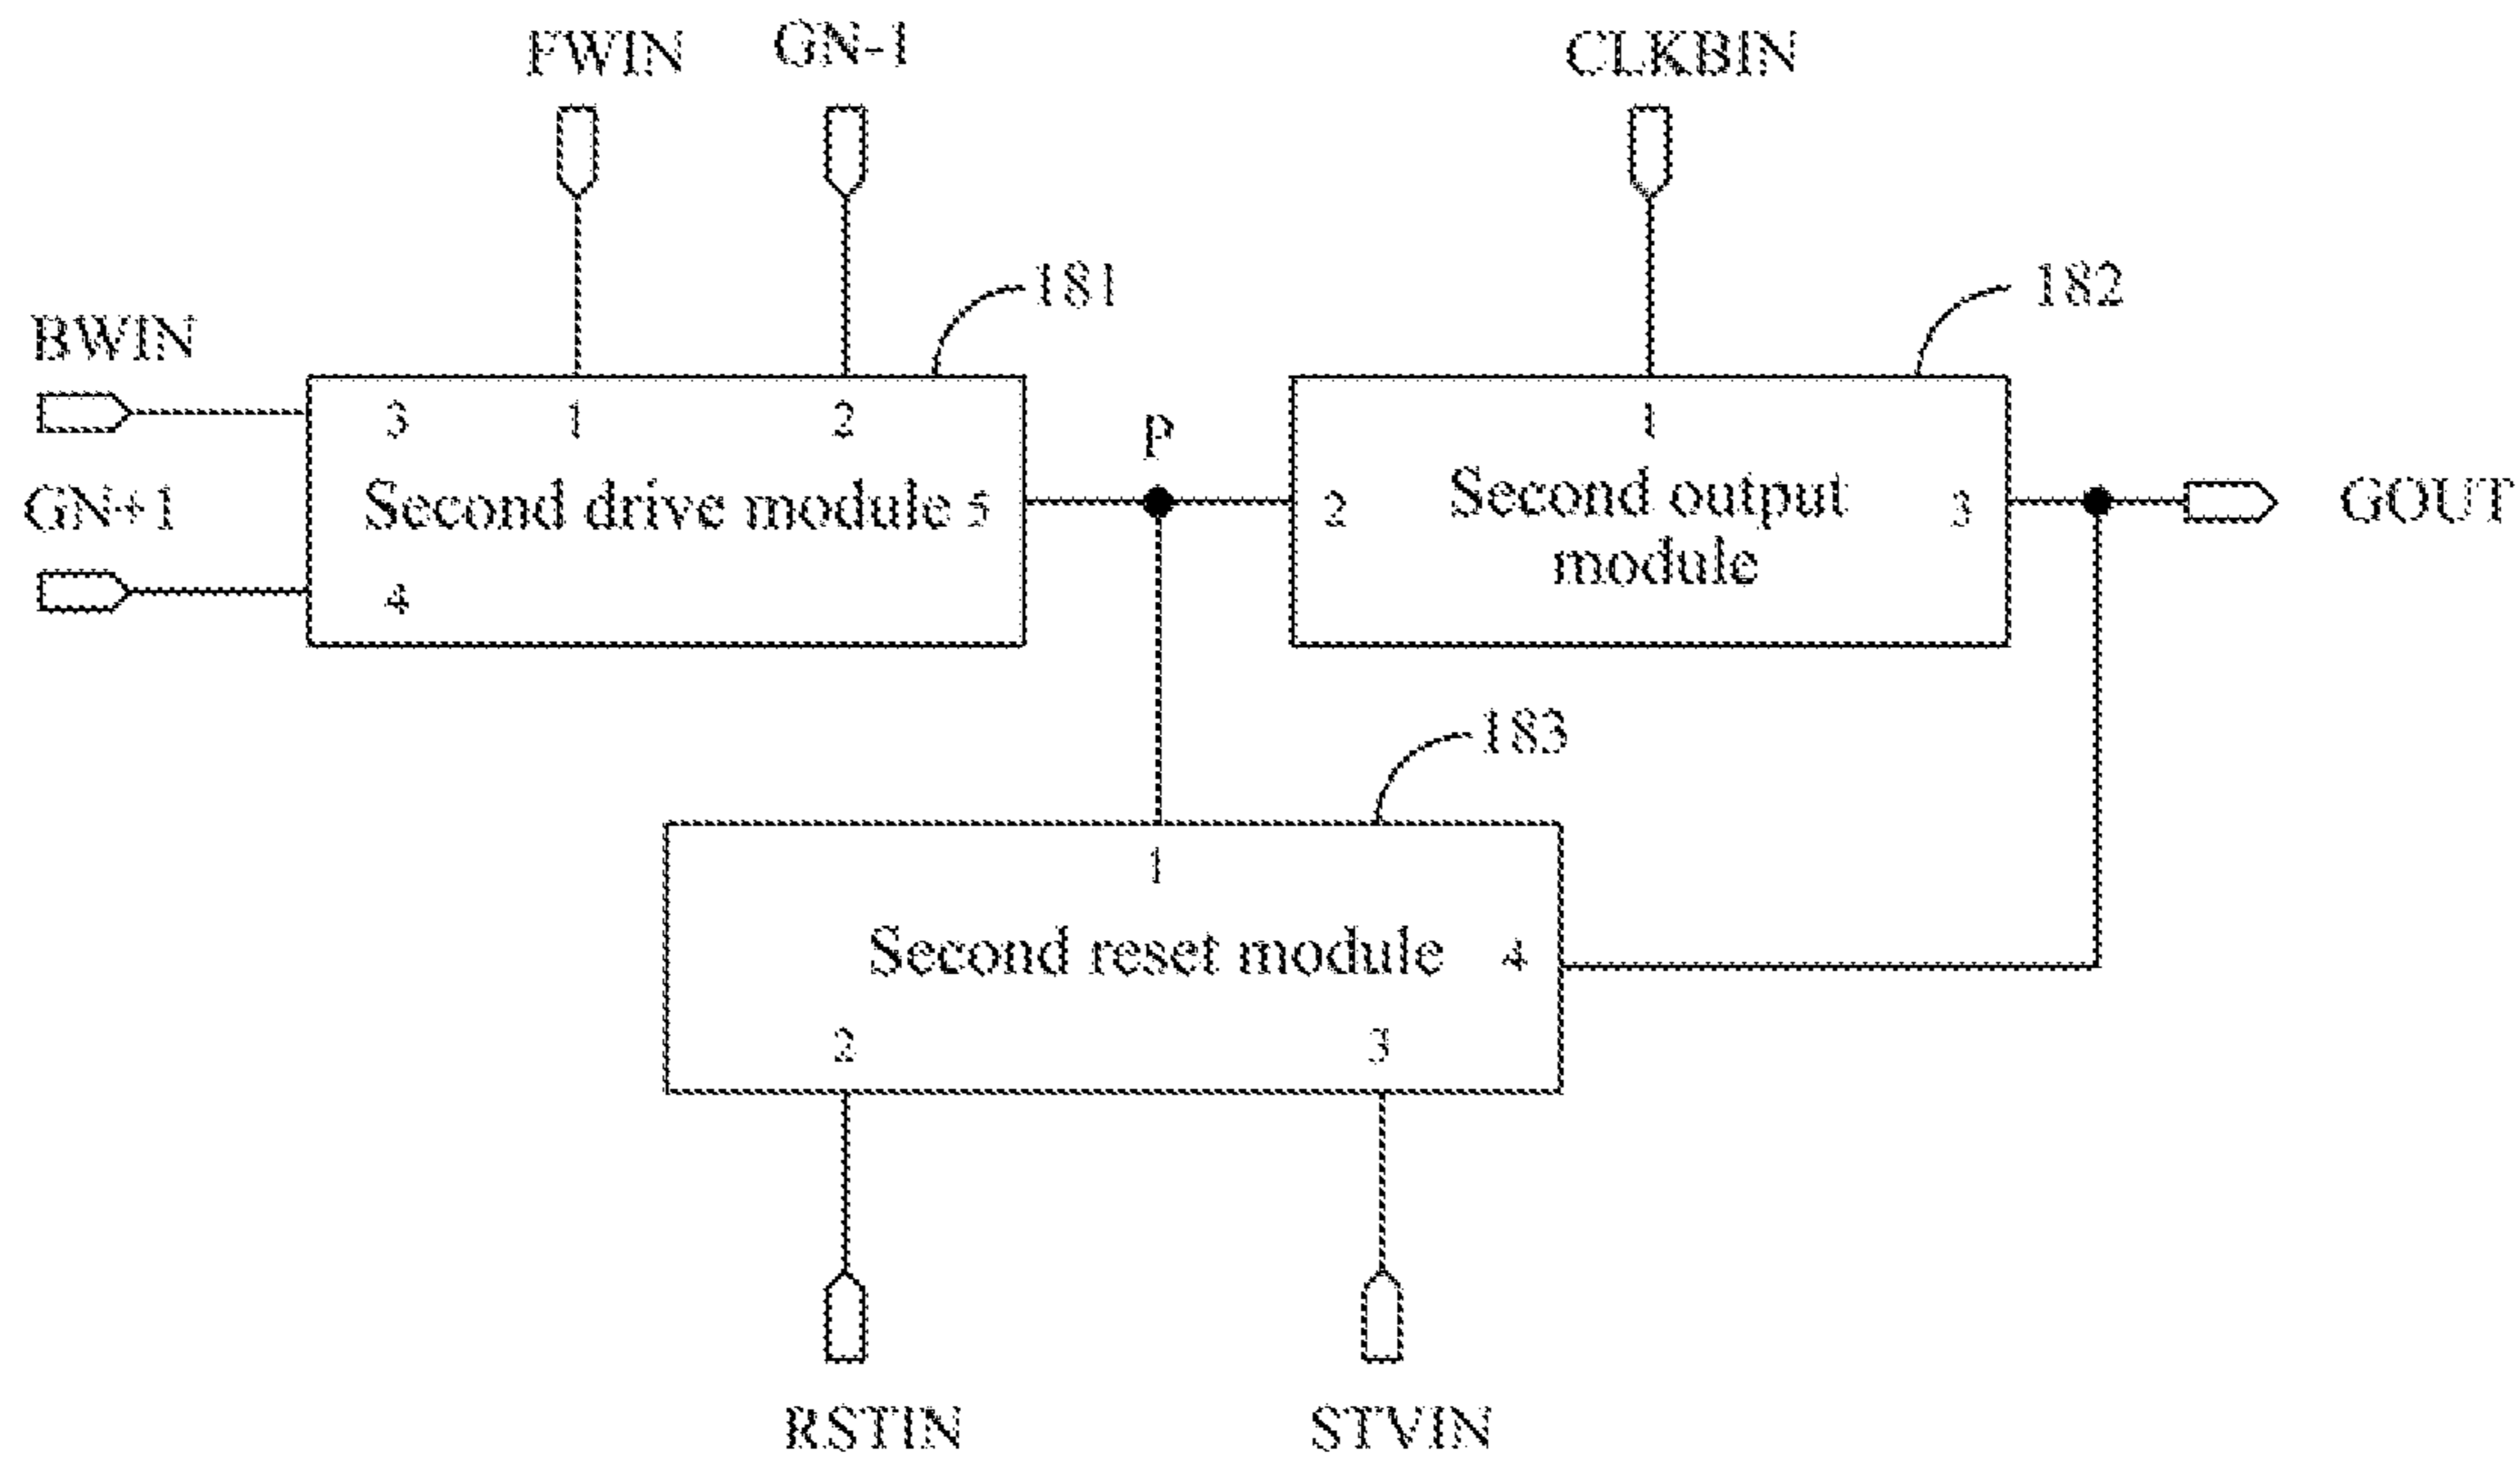 FWIN
GN-1
CLKBIN
181
182
BWIN
3
1
2
1
P
GN+1
Second drive module 5
2
Second output
module
3
GOUT
4
183
1
Second reset module
4
2
3
RSTIN
STVIN